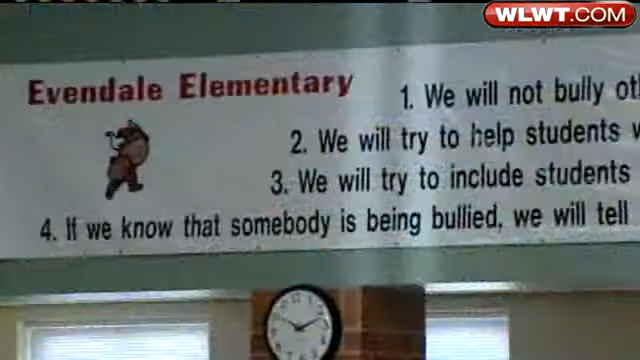 WLWT.COM
Evendale Elementary
1. We will not bully
2. We will try to help students
3. We will try to include students
4. If we know that somebody is being bullied, we will tell